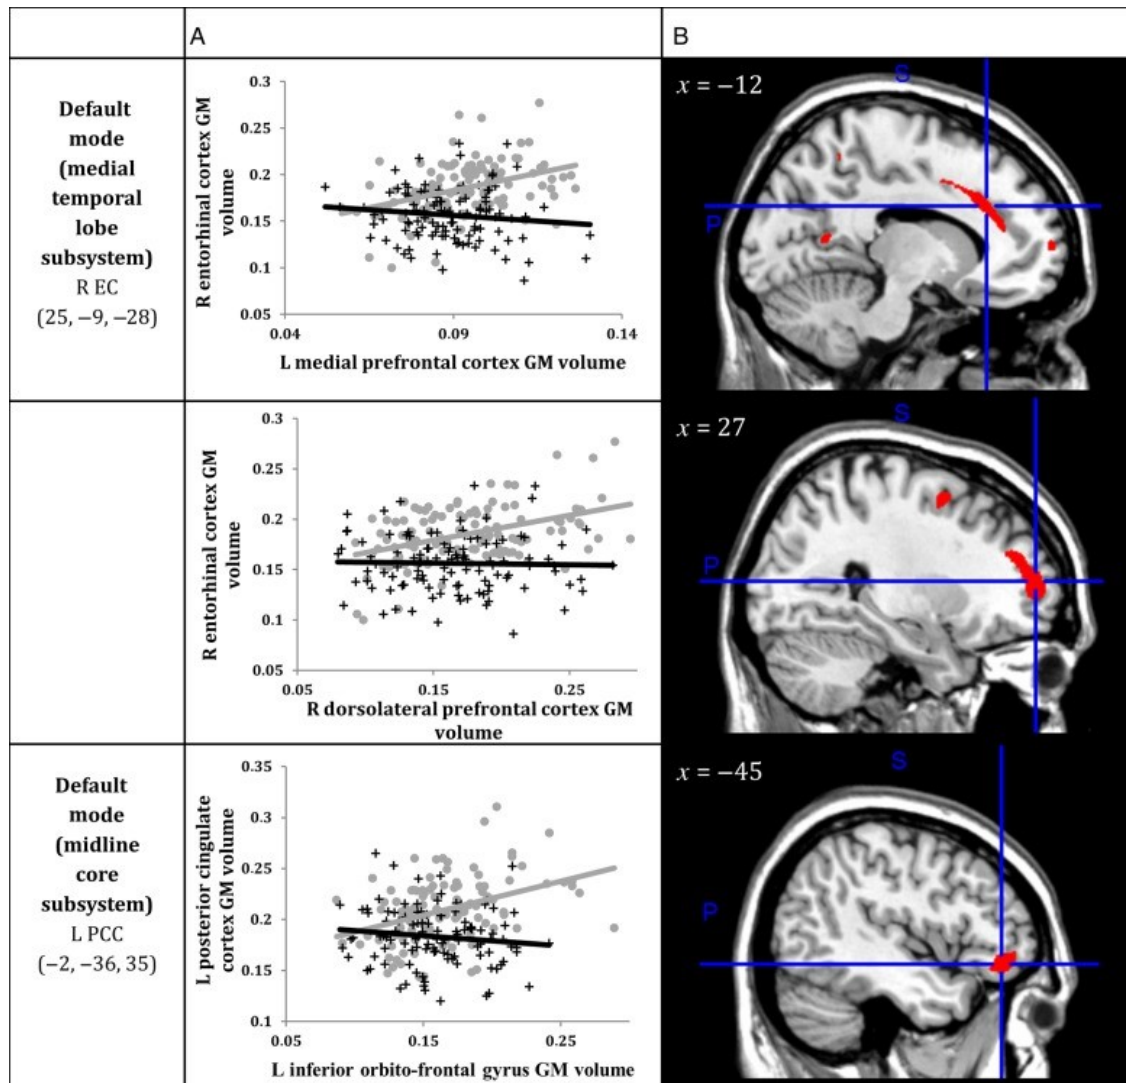 A
B
Default
mode
(medial
temporal
lobe
subsystem)
R EC
(25, −9, −28)
R entorhinal cortex GM
volume
0.3
0.25
0.2
0.15
0.1
0.05
0.04
0.09
0.14
L medial prefrontal cortex GM volume
x = −12
S
P
R entorhinal cortex GM
volume
0.3
0.25
0.2
0.15
0.1
0.05
0.05
0.15
0.25
R dorsolateral prefrontal cortex GM
volume
x = 27
S
P
Default
mode
(midline
core
subsystem)
L PCC
(−2, −36, 35)
L posterior cingulate
cortex GM volume
0.35
0.3
0.25
0.2
0.15
0.1
0.05
0.15
0.25
L inferior orbito-frontal gyrus GM volume
x = −45
S
P